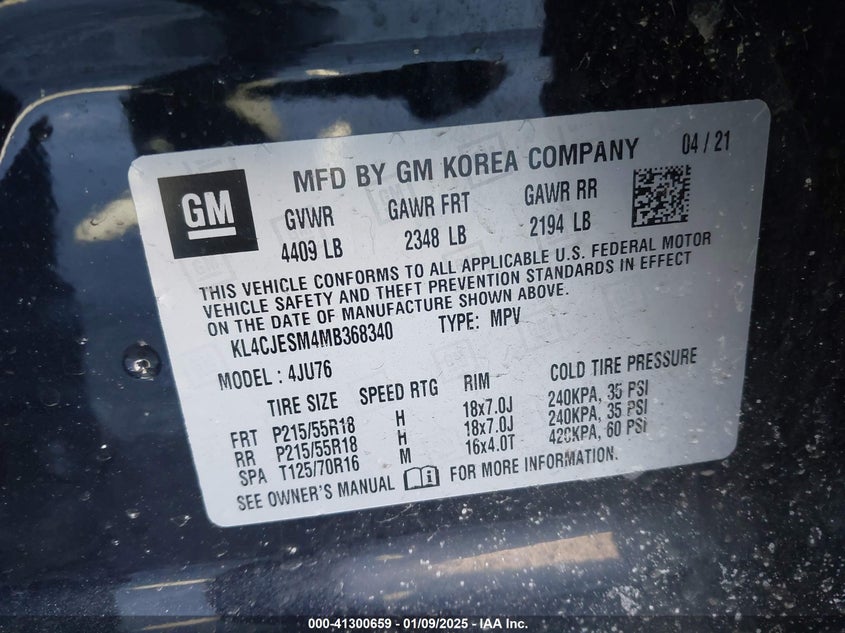 MFD BY GM KOREA COMPANY 04 / 21
GM
GVWR GAWR FRT GAWR RR
4409 LB 2348 LB 2194 LB
THIS VEHICLE CONFORMS TO ALL APPLICABLE U.S. FEDERAL MOTOR
VEHICLE SAFETY AND THEFT PREVENTION STANDARDS IN EFFECT
ON THE DATE OF MANUFACTURE SHOWN ABOVE.
KL4CJESM4MB368340 TYPE: MPV
MODEL : 4JU76
TIRE SIZE SPEED RTG RIM COLD TIRE PRESSURE
FRT P215/55R18 H 18x7.0J 240KPA, 35 PSI
RR P215/55R18 H 18x7.0J 240KPA, 35 PSI
SPA T125/70R16 M 16x4.0T 420KPA, 60 PSI
SEE OWNER'S MANUAL FOR MORE INFORMATION.
000-41300659 - 01/09/2025 - IAA Inc.